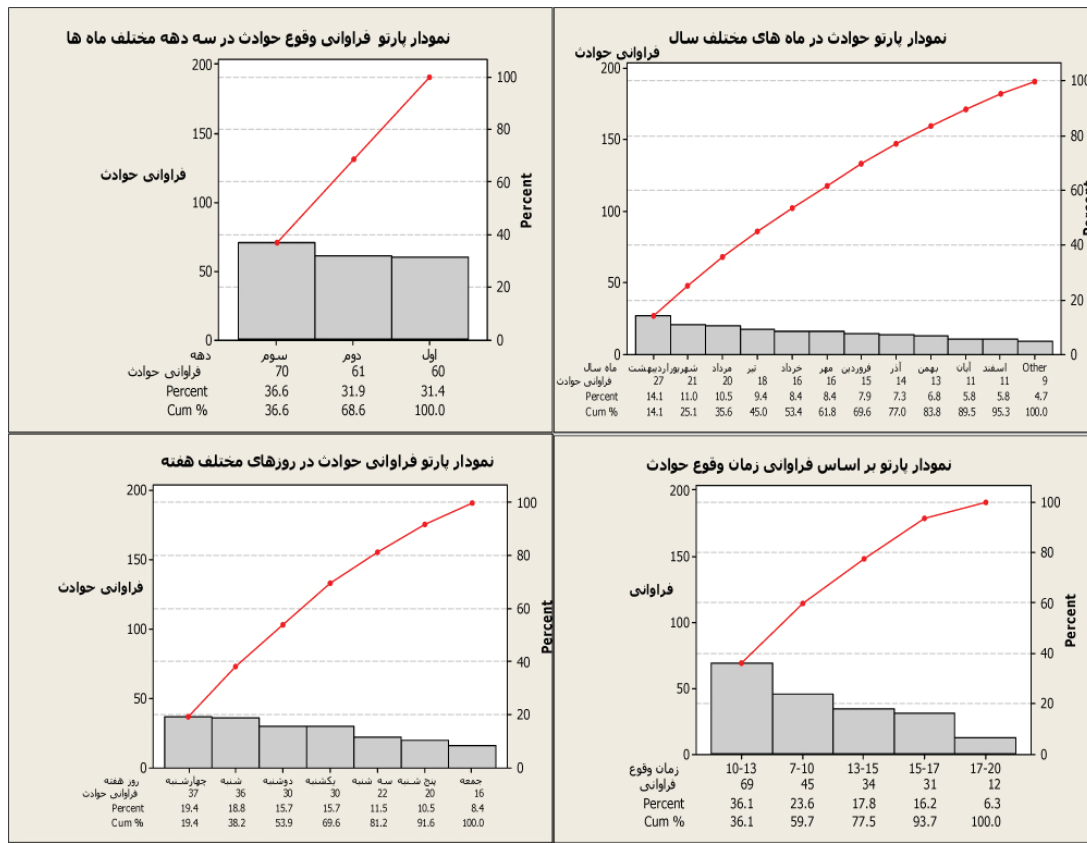 نمودار پارتو فراوانی وقوع حوادث در سه دهه مختلف ماه ها
200
150
100
50
0
فراوانی حوادث
100
80
60
40
20
0
Percent
دهه سوم دوم اول
فراوانی حوادث 70 61 60
Percent 36.6 31.9 31.4
Cum % 36.6 68.6 100.0
نمودار پارتو حوادث در ماه های مختلف سال
فراوانی حوادث
200
150
100
50
0
100
80
60
40
20
0
Percent
ماه سال اردیبهشت شهریور مرداد تیر خرداد مهر فروردین آذر بهمن آبان اسفند Other
فراوانی حوادث 27 21 20 18 16 16 15 14 13 11 11 9
Percent 14.1 11.0 10.5 9.4 8.4 8.4 7.9 7.3 6.8 5.8 5.8 4.7
Cum % 14.1 25.1 35.6 45.0 53.4 61.8 69.6 77.0 83.8 89.5 95.3 100.0
نمودار پارتو فراوانی حوادث در روزهای مختلف هفته
200
150
100
50
0
فراوانی حوادث
100
80
60
40
20
0
Percent
روز هفته چهارشنبه شنبه دوشنبه یکشنبه سه شنبه پنج شنبه جمعه
فراوانی حوادث 37 36 30 30 22 20 16
Percent 19.4 18.8 15.7 15.7 11.5 10.5 8.4
Cum % 19.4 38.2 53.9 69.6 81.2 91.6 100.0
نمودار پارتو بر اساس فراوانی زمان وقوع حوادث
200
150
100
50
0
فراوانی
100
80
60
40
20
0
Percent
زمان وقوع 10-13 7-10 13-15 15-17 17-20
فراوانی 69 45 34 31 12
Percent 36.1 23.6 17.8 16.2 6.3
Cum % 36.1 59.7 77.5 93.7 100.0